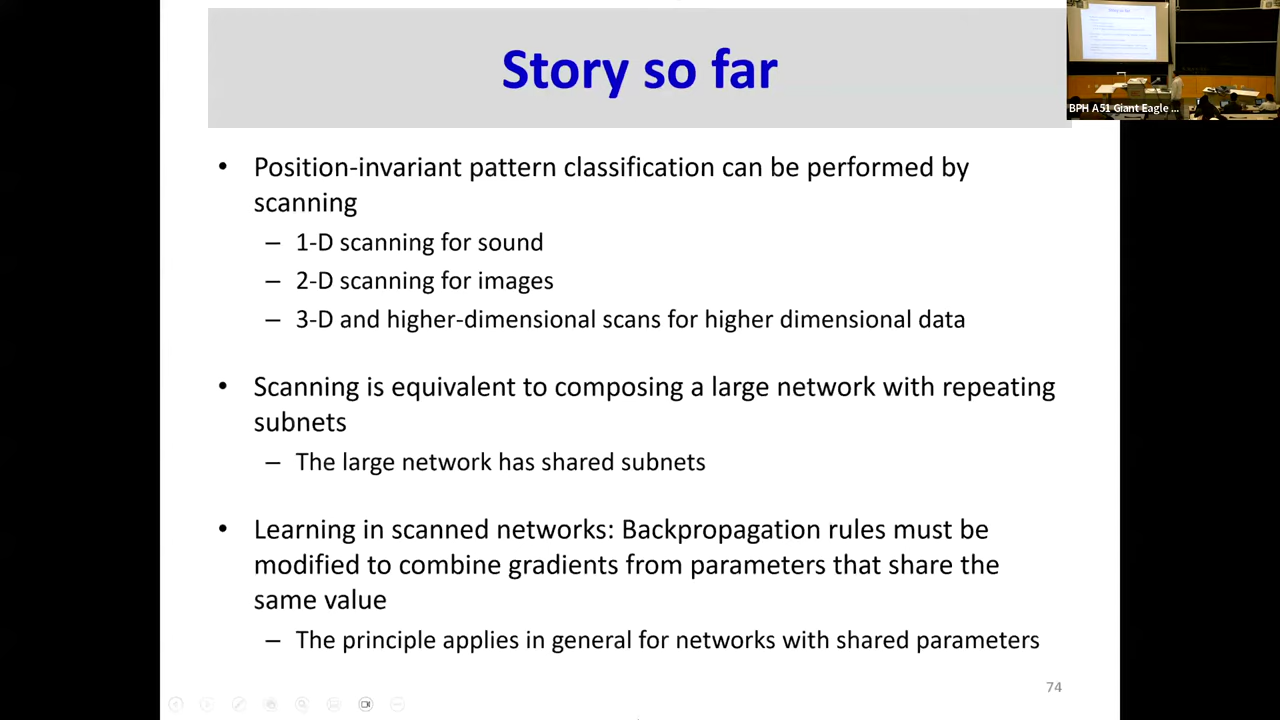 Story so far
BPH A51 Giant Eagle ...
• Position-invariant pattern classification can be performed by
scanning
– 1-D scanning for sound
– 2-D scanning for images
– 3-D and higher-dimensional scans for higher dimensional data
• Scanning is equivalent to composing a large network with repeating
subnets
– The large network has shared subnets
• Learning in scanned networks: Backpropagation rules must be
modified to combine gradients from parameters that share the
same value
– The principle applies in general for networks with shared parameters
74